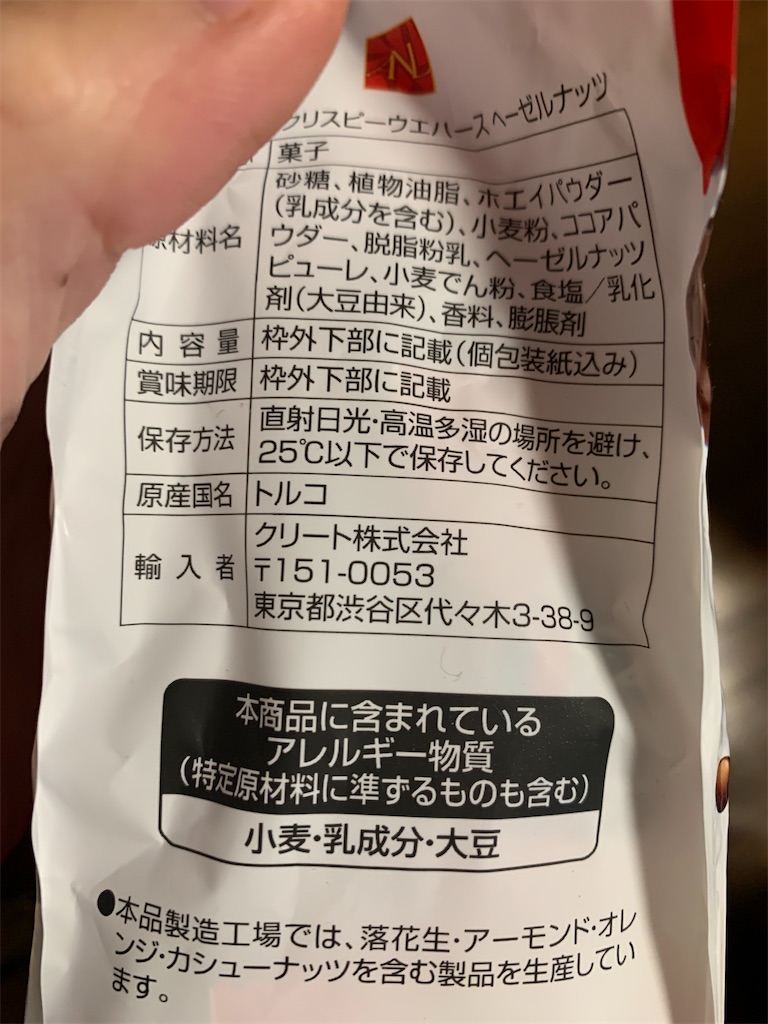 N
クリスピーウエハースヘーゼルナッツ
菓子
原材料名
砂糖、植物油脂、ホエイパウダー
(乳成分を含む)、小麦粉、ココアパ
ウダー、脱脂粉乳、ヘーゼルナッツ
ピューレ、小麦でん粉、食塩/乳化
剤(大豆由来)、香料、膨脹剤
内容量 枠外下部に記載(個包装紙込み)
賞味期限 枠外下部に記載
保存方法
直射日光・高温多湿の場所を避け、
25℃以下で保存してください。
原産国名 トルコ
輸入者
クリート株式会社
〒151-0053
東京都渋谷区代々木3-38-9
本商品に含まれている
アレルギー物質
(特定原材料に準ずるものも含む)
小麦・乳成分・大豆
●本品製造工場では、落花生・アーモンド・オレ
ンジ・カシューナッツを含む製品を生産してい
ます。